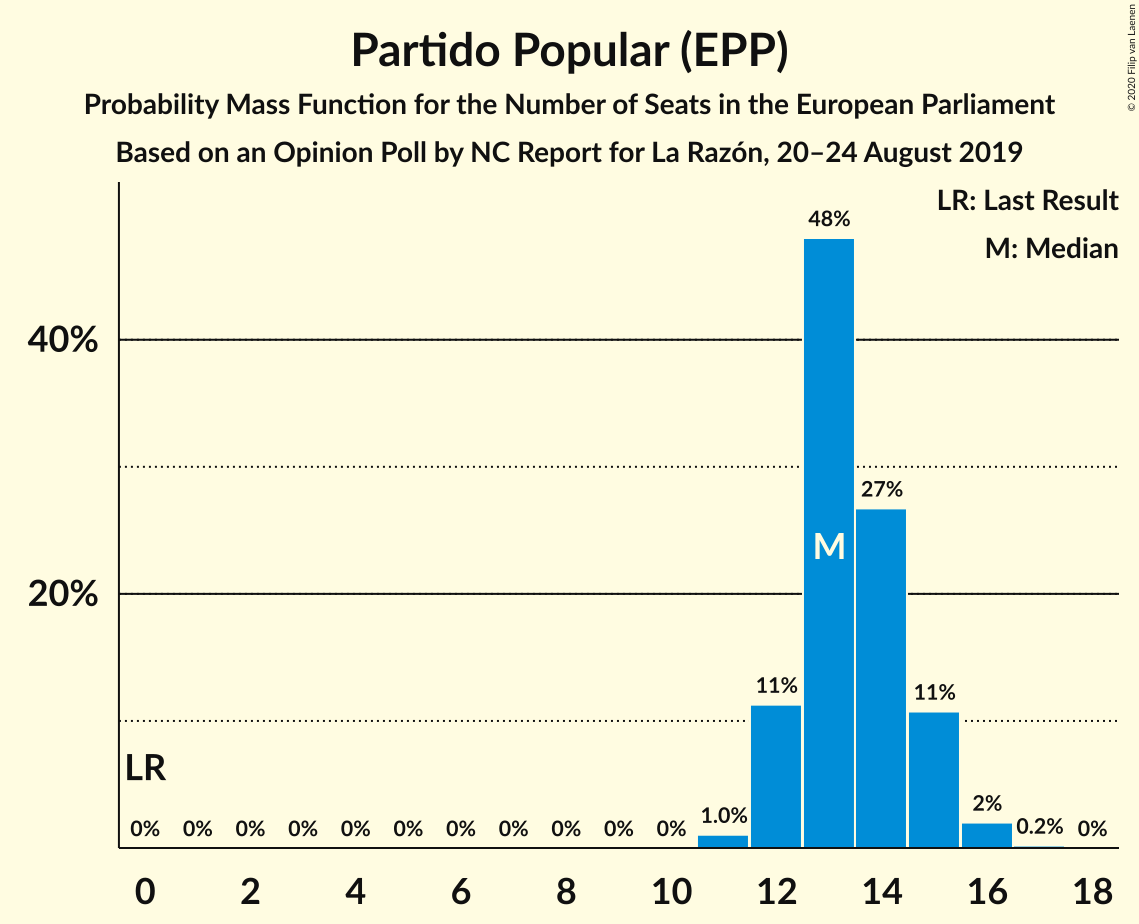 Partido Popular (EPP)
Probability Mass Function for the Number of Seats in the European Parliament
Based on an Opinion Poll by NC Report for La Razón, 20–24 August 2019
© 2020 Filip van Laenen
LR: Last Result
M: Median
48%
40%
27%
M
20%
11%
11%
LR
0% 0% 0% 0% 0% 0% 0% 0% 0% 0% 0% 1.0% 2% 0.2% 0%
0 2 4 6 8 10 12 14 16 18